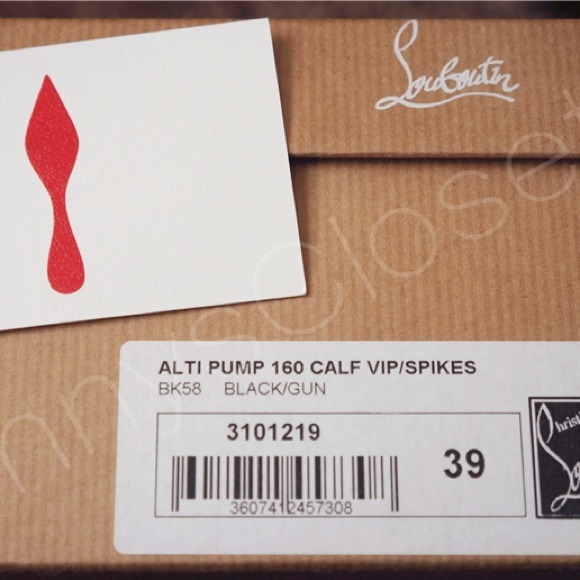 Louboutin
ALTI PUMP 160 CALF VIP/SPIKES
BK58 BLACK/GUN
3101219
39
3607412457308